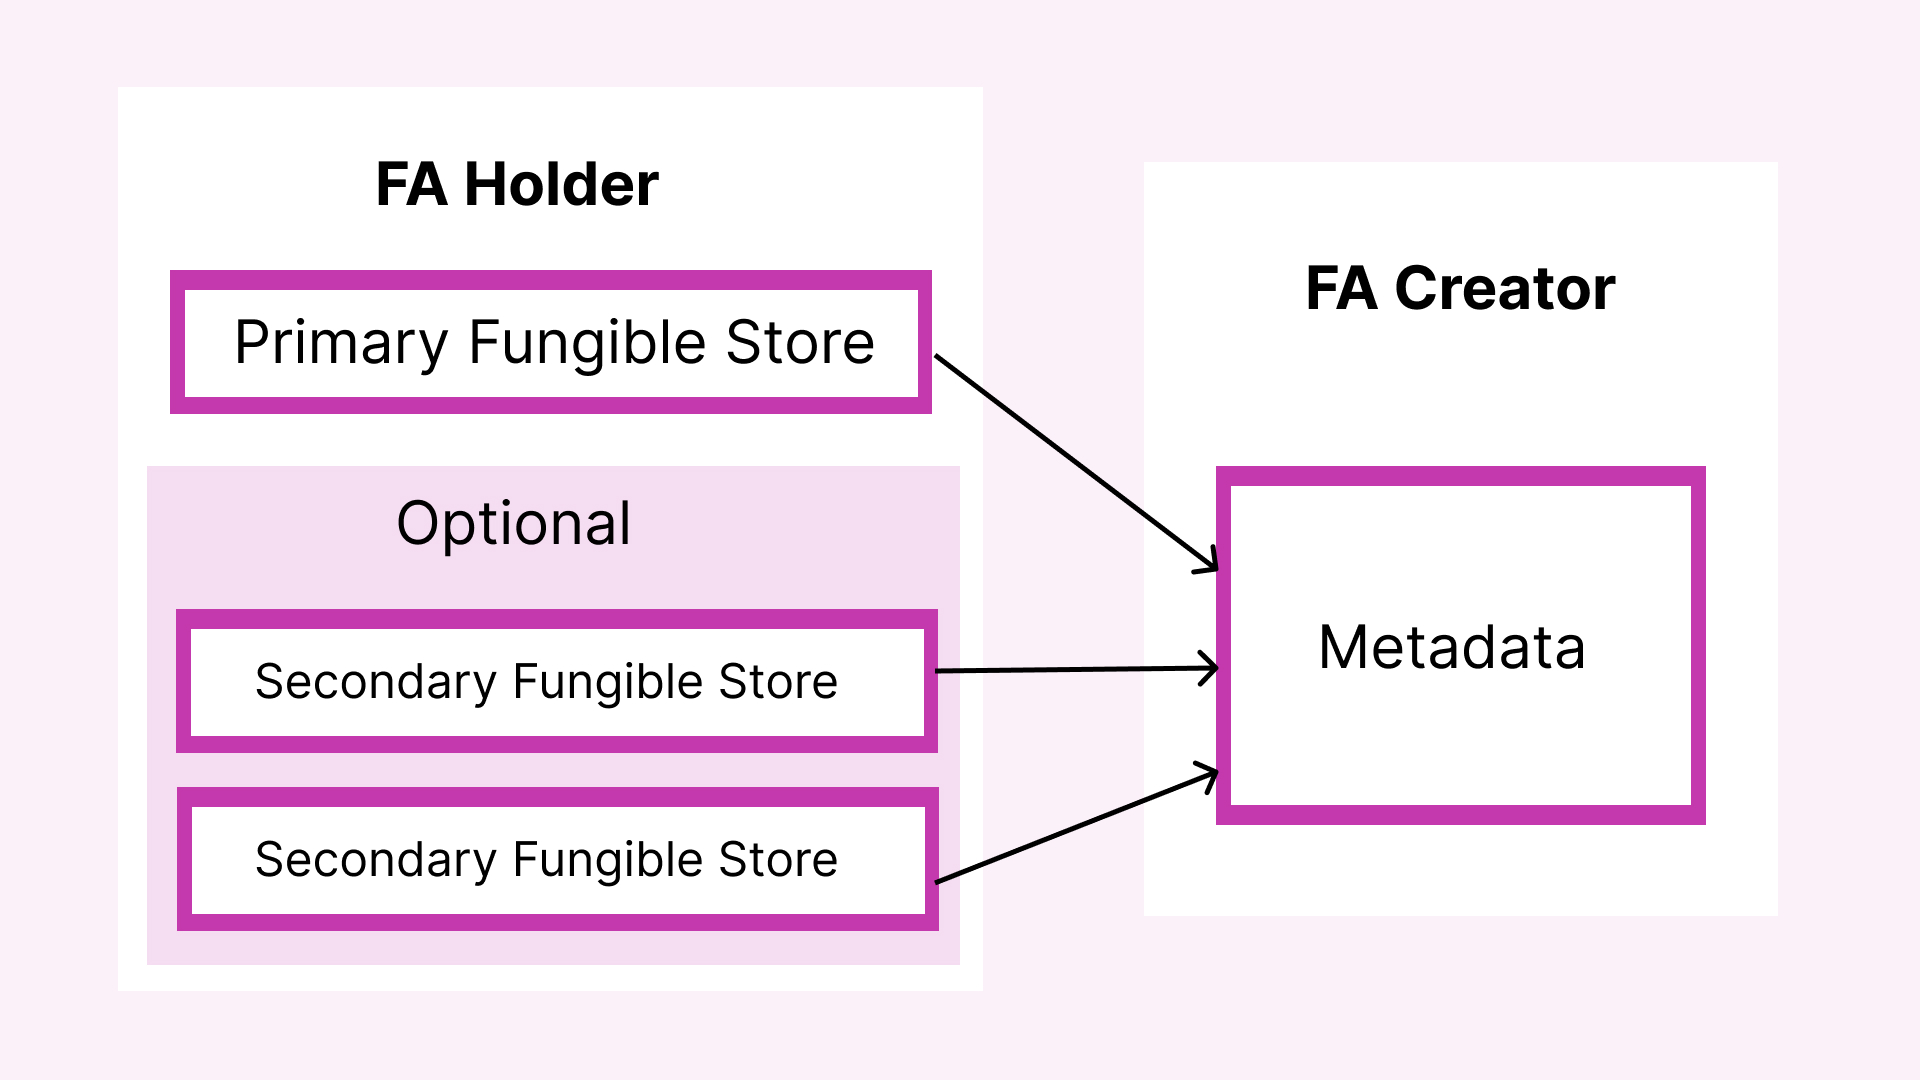 FA Holder
Primary Fungible Store
Optional
Secondary Fungible Store
Secondary Fungible Store
FA Creator
Metadata